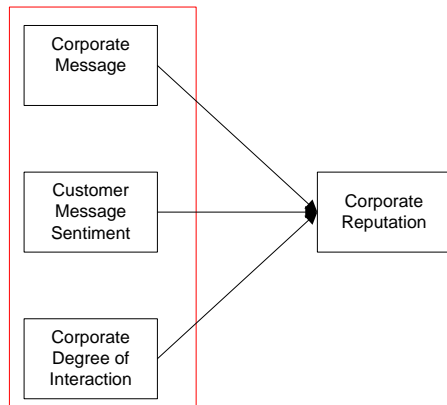 Corporate
Message
Customer
Message
Sentiment
Corporate
Reputation
Corporate
Degree of
Interaction